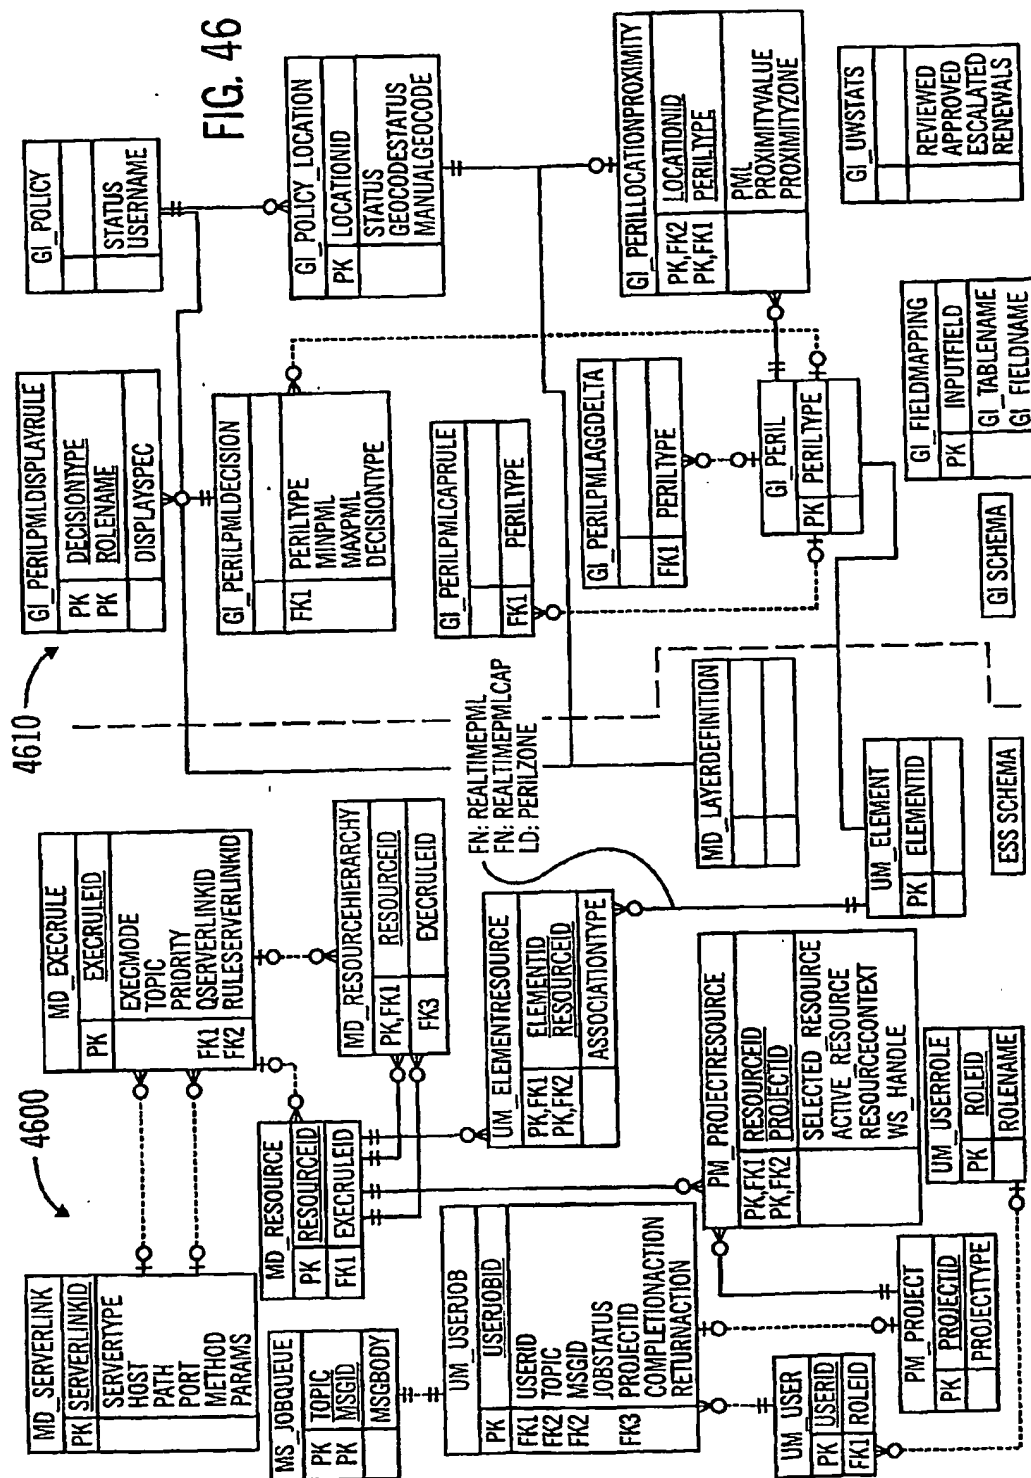 4600
MD_SERVERLINK
PK SERVERLINKID
SERVERTYPE
HOST
PATH
PORT
METHOD
PARAMS
MD_EXECRULE
PK EXECRULEID
EXECMODE
TOPIC
PRIORITY
FK1 QSERVERLINKID
FK2 RULESERVERLINKID
MS_JOBQUEUE
PK TOPIC
PK MSGID
MSGBODY
MD_RESOURCE
PK RESOURCEID
FK1 EXECRULEID
MD_RESOURCEHIERARCHY
PK,FK1 RESOURCEID
FK3 EXECRULEID
UM_USERJOB
PK USERJOBID
FK1 USERID
FK2 TOPIC
FK2 MSGID
JOBSTATUS
FK3 PROJECTID
COMPLETIONACTION
RETURNACTION
UM_ELEMENTRESOURCE
PK,FK1 ELEMENTID
PK,FK2 RESOURCEID
ASSOCIATIONTYPE
FN: REALTIMEPML
FN: REALTIMEPMLCAP
LD: PERILZONE
PM_PROJECTRESOURCE
PK,FK1 RESOURCEID
PK,FK2 PROJECTID
SELECTED_RESOURCE
ACTIVE_RESOURCE
RESOURCECONTEXT
WS_HANDLE
MD_LAYERDEFINITION
UM_USER
PK USERID
FK1 ROLEID
PM_PROJECT
PK PROJECTID
PROJECTTYPE
UM_USERROLE
PK ROLEID
ROLENAME
UM_ELEMENT
PK ELEMENTID
ESS SCHEMA
4610
GI_PERILPMLDISPLAYRULE
PK DECISIONTYPE
PK ROLENAME
DISPLAYSPEC
GI_POLICY
STATUS
USERNAME
FIG. 46
GI_PERILPMLDECISION
FK1 PERILTYPE
MINPML
MAXPML
DECISIONTYPE
GI_POLICY_LOCATION
PK LOCATIONID
STATUS
GEOCODESTATUS
MANUALGEOCODE
GI_PERILPMLCAPRULE
FK1 PERILTYPE
GI_PERILPMLAGGDELTA
FK1 PERILTYPE
GI_PERILLOCATIONPROXIMITY
PK,FK2 LOCATIONID
PK,FK1 PERILTYPE
PML
PROXIMITYVALUE
PROXIMITYZONE
GI_PERIL
PK PERILTYPE
GI SCHEMA
GI_FIELDMAPPING
PK INPUTFIELD
GI_TABLENAME
GI_FIELDNAME
GI_UWSTATS
REVIEWED
APPROVED
ESCALATED
RENEWALS